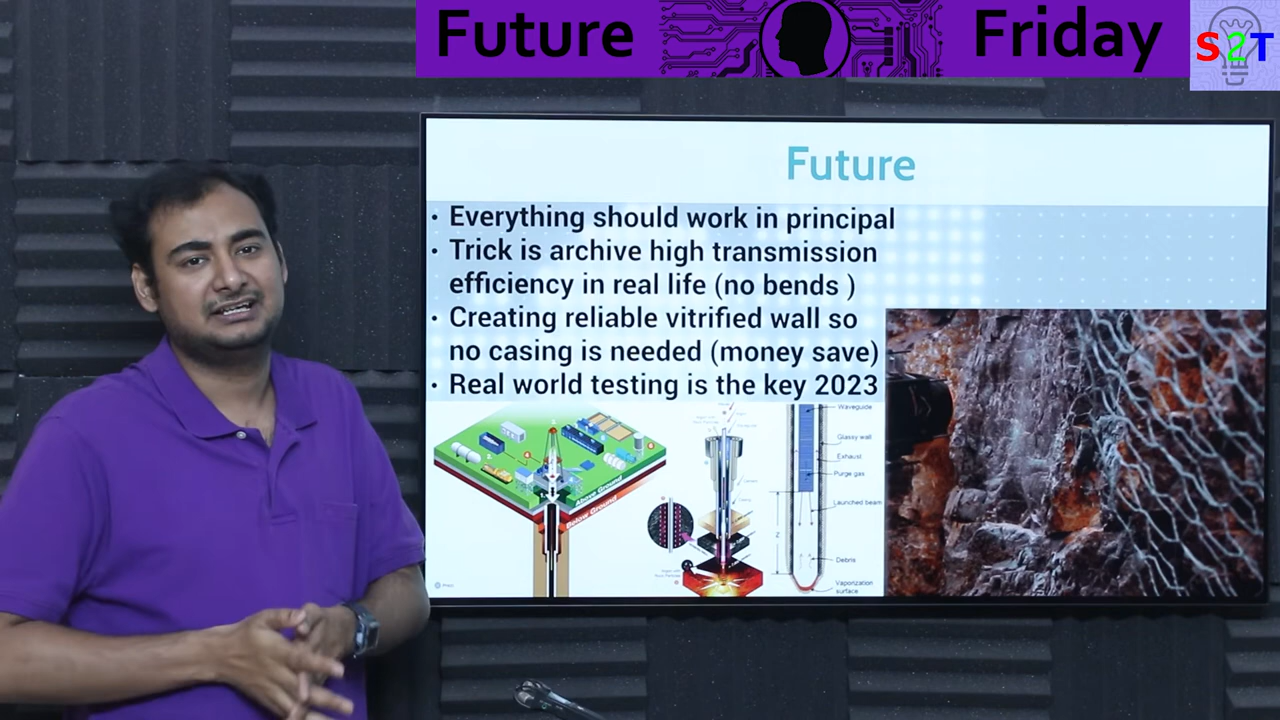 Future Friday
S2T
Future
• Everything should work in principal
• Trick is archive high transmission
efficiency in real life (no bends )
• Creating reliable vitrified wall so
no casing is needed (money save)
• Real world testing is the key 2023
Above Ground
Below Ground
Waveguide
Glassy wall
Exhaust
Purge gas
Launched beam
Z
Debris
Vaporization
surface